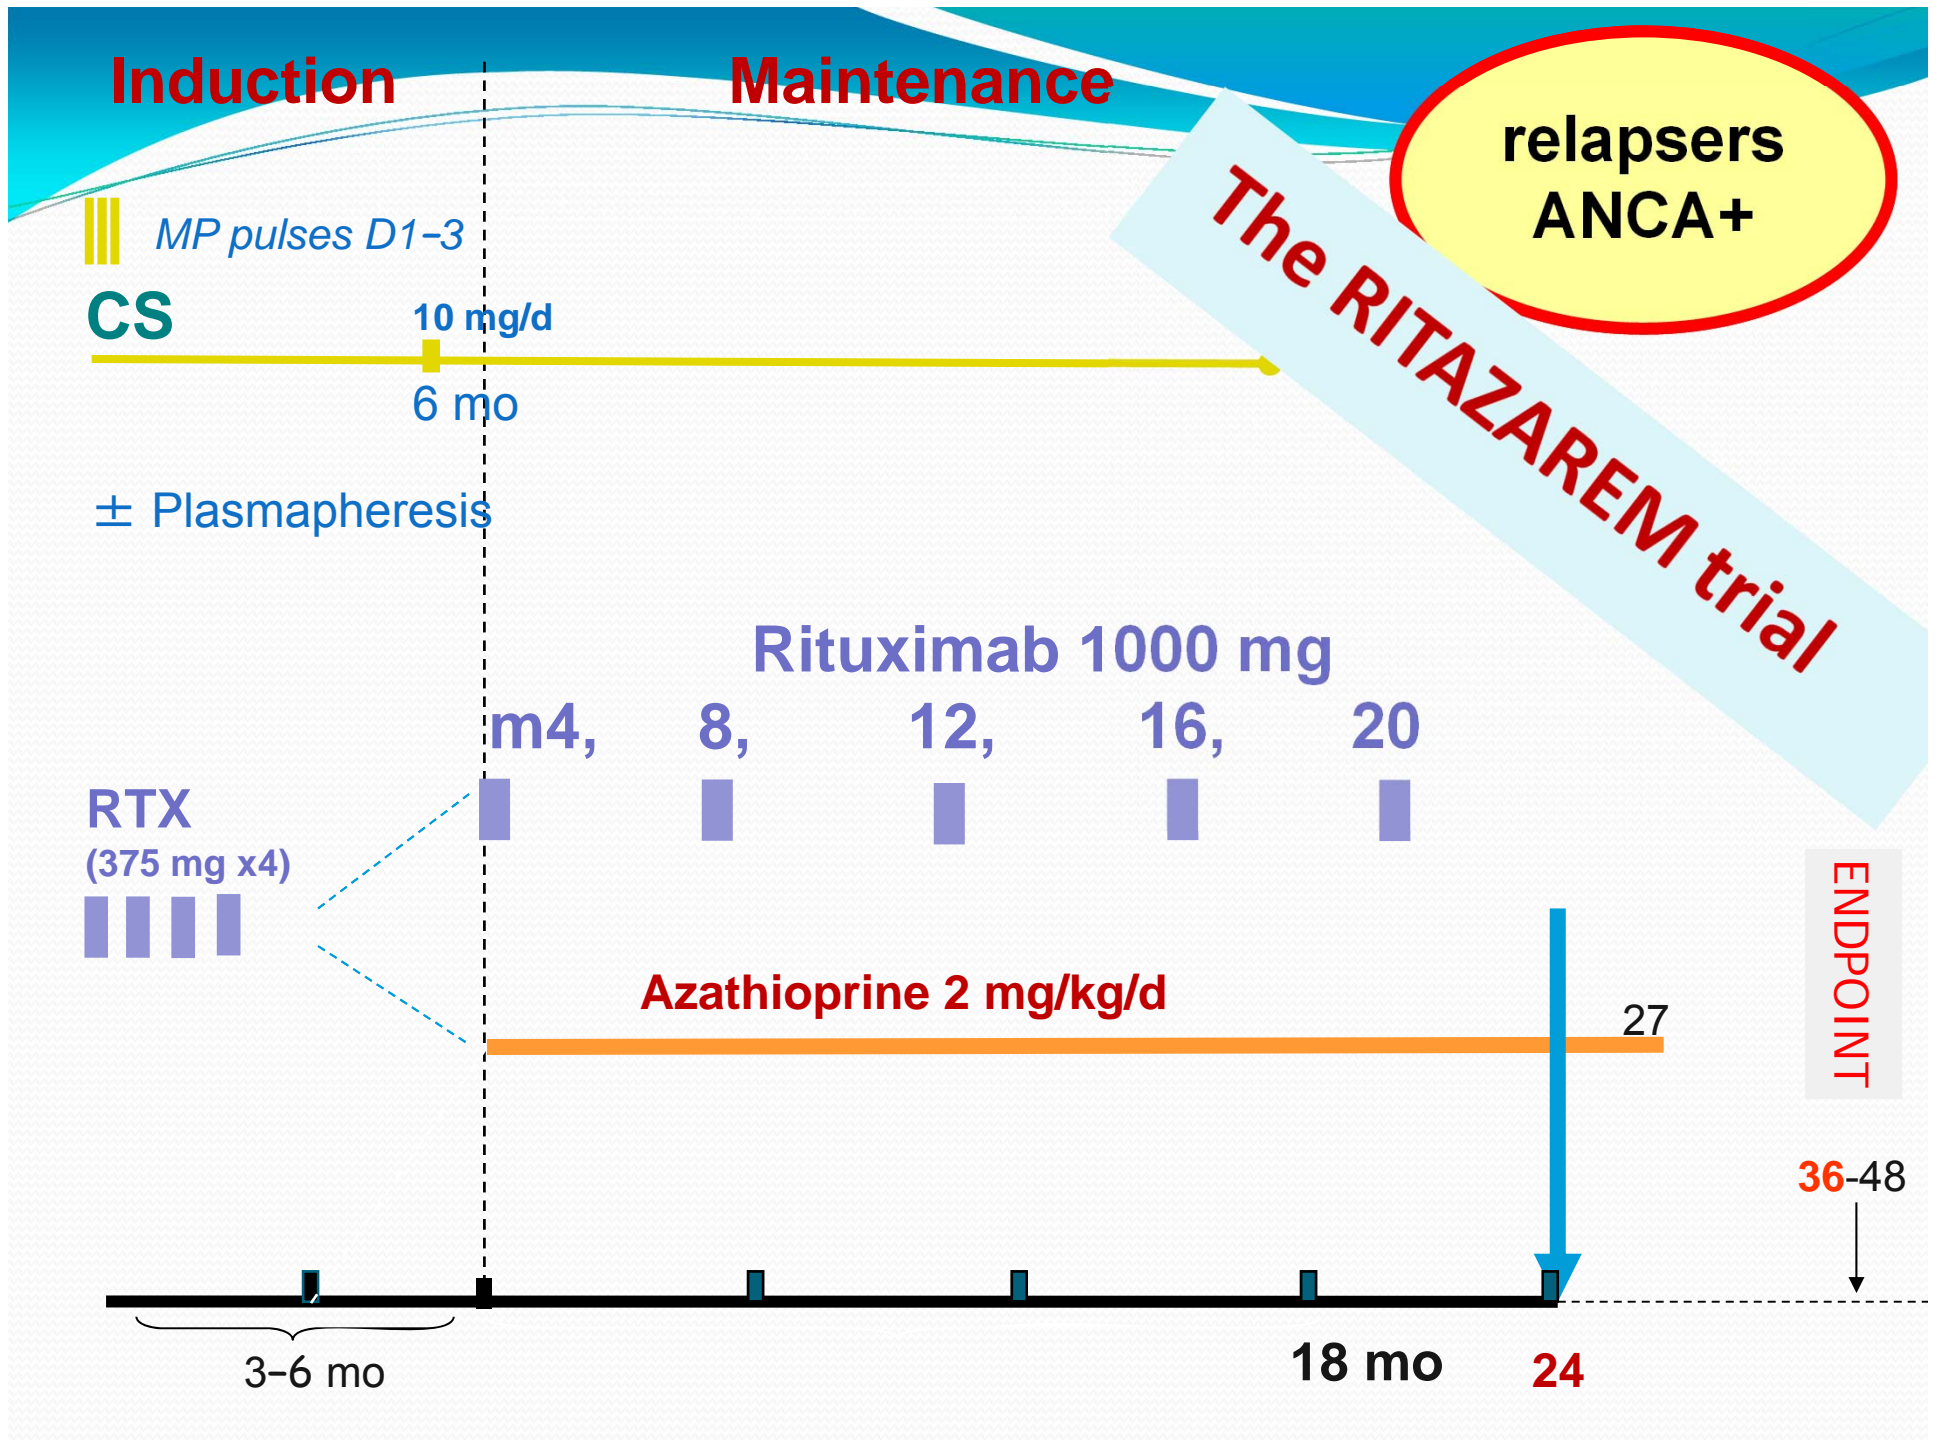 Induction
Maintenance
relapsers
ANCA+
The RITAZAREM trial
MP pulses D1-3
CS
10 mg/d
6 mo
± Plasmapheresis
Rituximab 1000 mg
m4, 8, 12, 16, 20
RTX
(375 mg x4)
Azathioprine 2 mg/kg/d
27
ENDPOINT
36-48
3-6 mo
18 mo
24